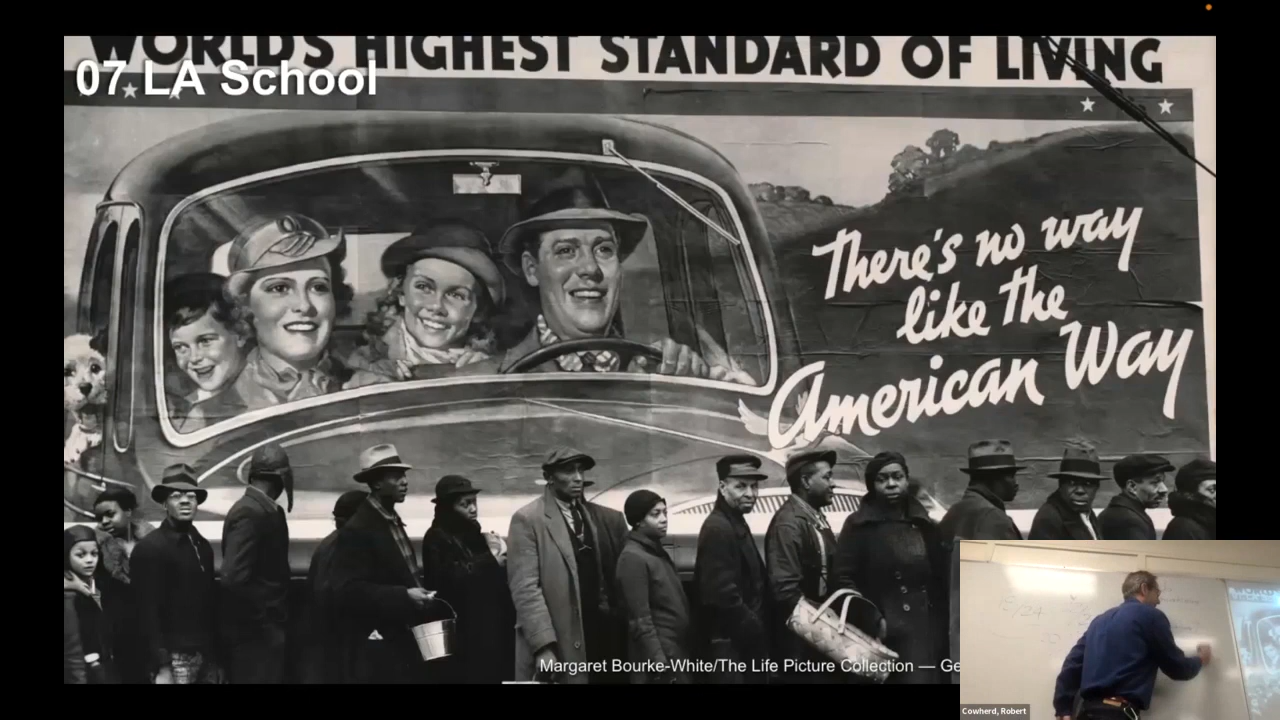 WORLD'S HIGHEST STANDARD OF LIVING
07 LA School
There's no way
like the
American Way
Margaret Bourke-White/The Life Picture Collection — Ge
Cowherd, Robert